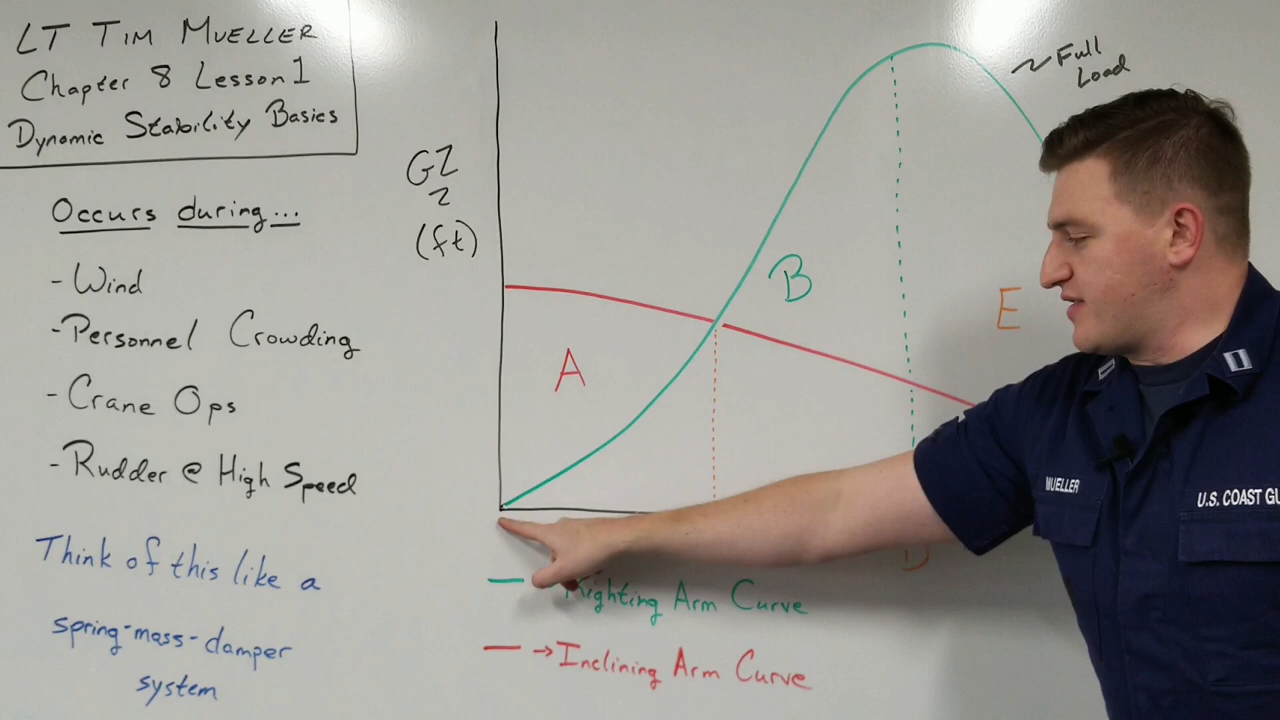 LT TIM MUELLER
Chapter 8 Lesson 1
Dynamic Stability Basics
Occurs during...
- Wind
- Personnel Crowding
- Crane Ops
- Rudder @ High Speed
Think of this like a
spring-mass-damper
system
GZ
(ft)
Full
Load
A
B
E
D
Righting Arm Curve
Inclining Arm Curve
MUELLER
U.S. COAST GU